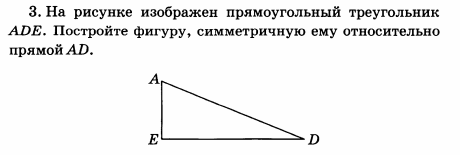 3. На рисунке изображен прямоугольный треугольник
ADE. Постройте фигуру, симметричную ему относительно
прямой AD.
A
E
D